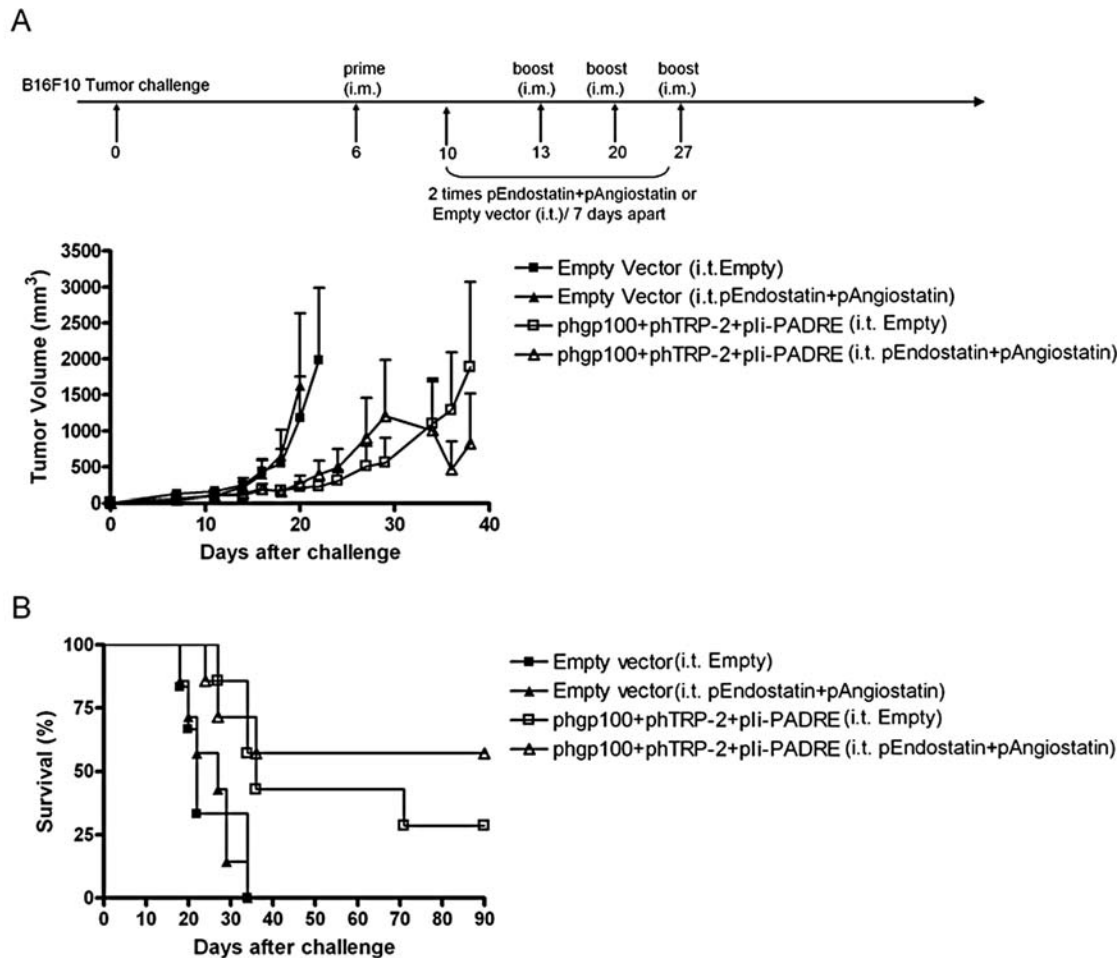 A
prime boost boost boost
B16F10 Tumor challenge (i.m.) (i.m.) (i.m.) (i.m.)
0 6 10 13 20 27
2 times pEndostatin+pAngiostatin or
Empty vector (i.t.)/ 7 days apart
Tumor Volume (mm3)
3500
3000
2500
2000
1500
1000
500
0
0 10 20 30 40
Days after challenge
Empty Vector (i.t.Empty)
Empty Vector (i.t.pEndostatin+pAngiostatin)
phgp100+phTRP-2+pIi-PADRE (i.t. Empty)
phgp100+phTRP-2+pIi-PADRE (i.t. pEndostatin+pAngiostatin)
B
Survival (%)
100
75
50
25
0
0 10 20 30 40 50 60 70 80 90
Days after challenge
Empty vector(i.t. Empty)
Empty vector(i.t. pEndostatin+pAngiostatin)
phgp100+phTRP-2+pIi-PADRE (i.t. Empty)
phgp100+phTRP-2+pIi-PADRE (i.t. pEndostatin+pAngiostatin)